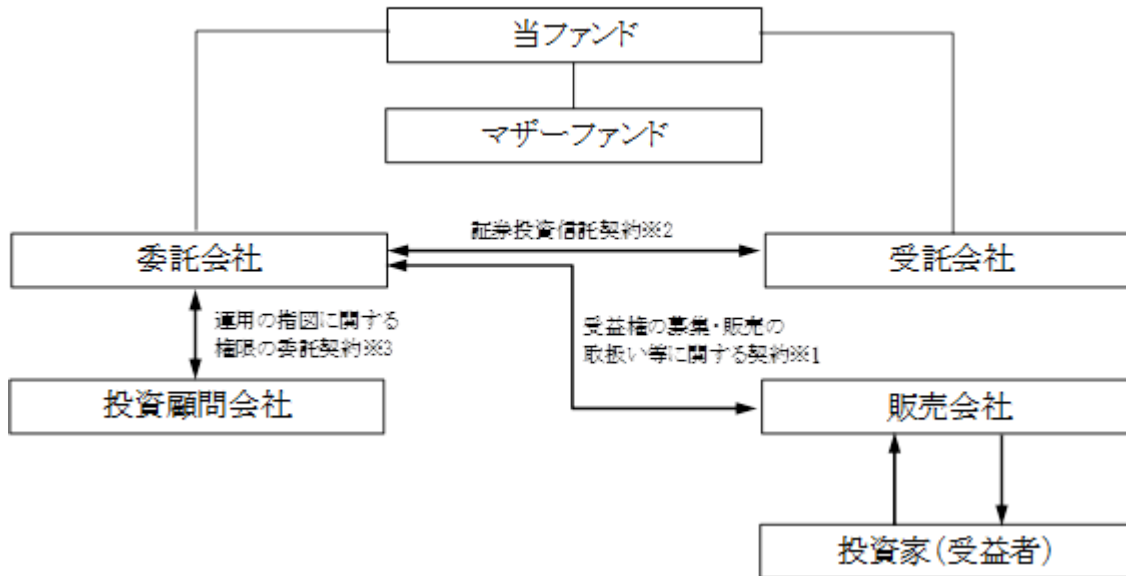 当ファンド
マザーファンド
証券投資信託契約※2
委託会社
受託会社
運用の指図に関する
権限の委託契約※3
受益権の募集・販売の
取扱い等に関する契約※1
投資顧問会社
販売会社
投資家(受益者)